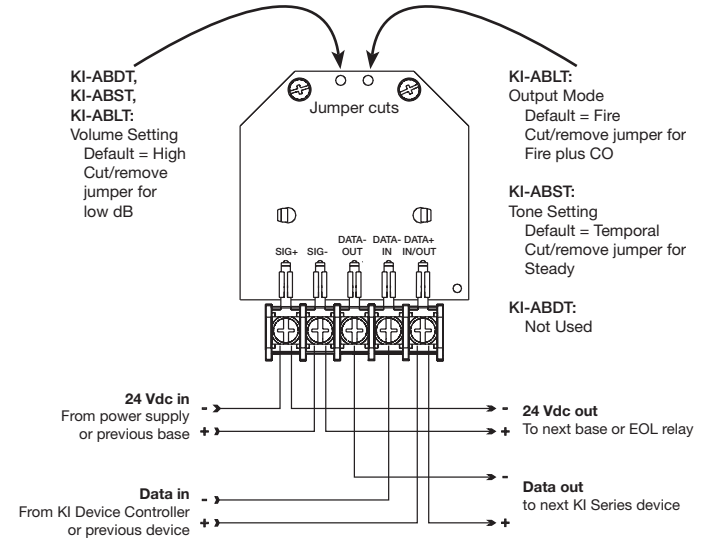 KI-ABDT,
KI-ABST,
KI-ABLT:
Volume Setting
Default = High
Cut/remove
jumper for
low dB
Jumper cuts
KI-ABLT:
Output Mode
Default = Fire
Cut/remove jumper for
Fire plus CO
KI-ABST:
Tone Setting
Default = Temporal
Cut/remove jumper for
Steady
KI-ABDT:
Not Used
SIG+ SIG- DATA- OUT DATA- IN DATA+ IN/OUT
24 Vdc in
From power supply
or previous base
-
+
- 24 Vdc out
+ To next base or EOL relay
Data in
From KI Device Controller
or previous device
-
+
-
Data out
to next KI Series device
+